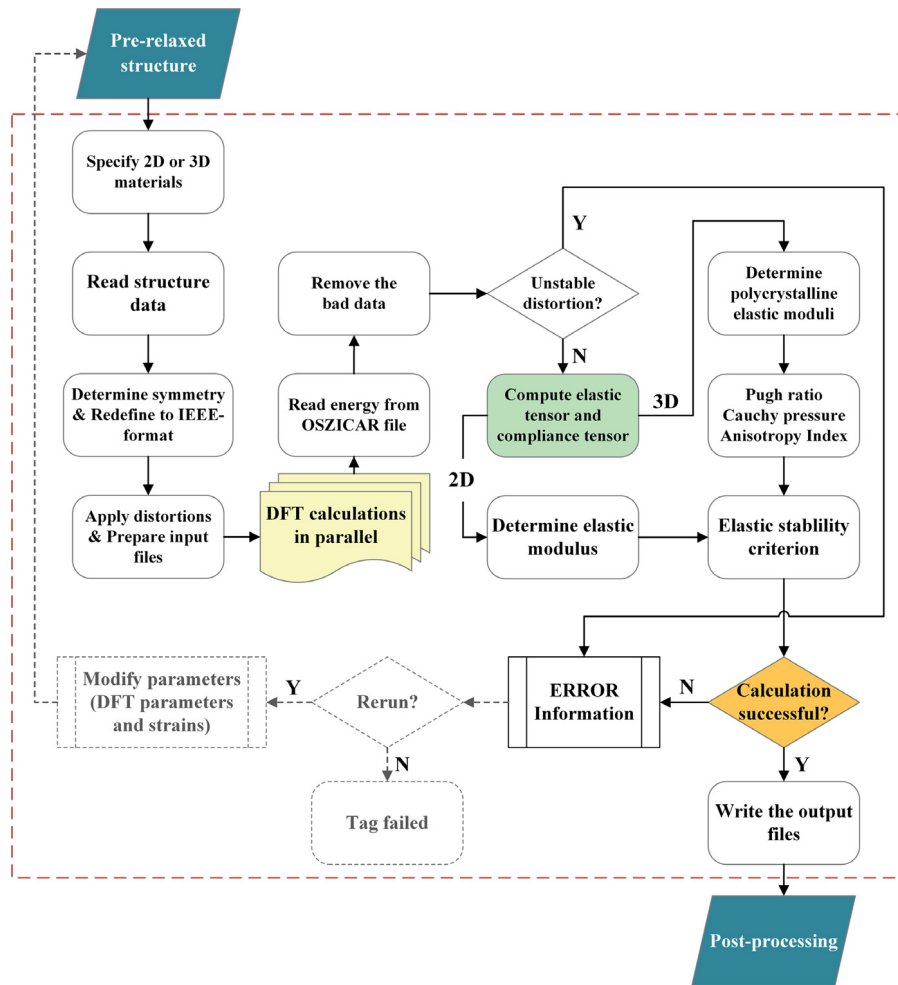 Pre-relaxed
structure
Specify 2D or 3D
materials
Read structure
data
Determine symmetry
& Redefine to IEEE-
format
Apply distortions
& Prepare input
files
DFT calculations
in parallel
Read energy from
OSZICAR file
Remove the
bad data
Unstable
distortion?
Y
N
Compute elastic
tensor and
compliance tensor
3D
2D
Determine
polycrystalline
elastic moduli
Pugh ratio
Cauchy pressure
Anisotropy Index
Determine elastic
modulus
Elastic stablility
criterion
Calculation
successful?
N
Y
ERROR
Information
Rerun?
Y
N
Modify parameters
(DFT parameters
and strains)
Tag failed
Write the output
files
Post-processing